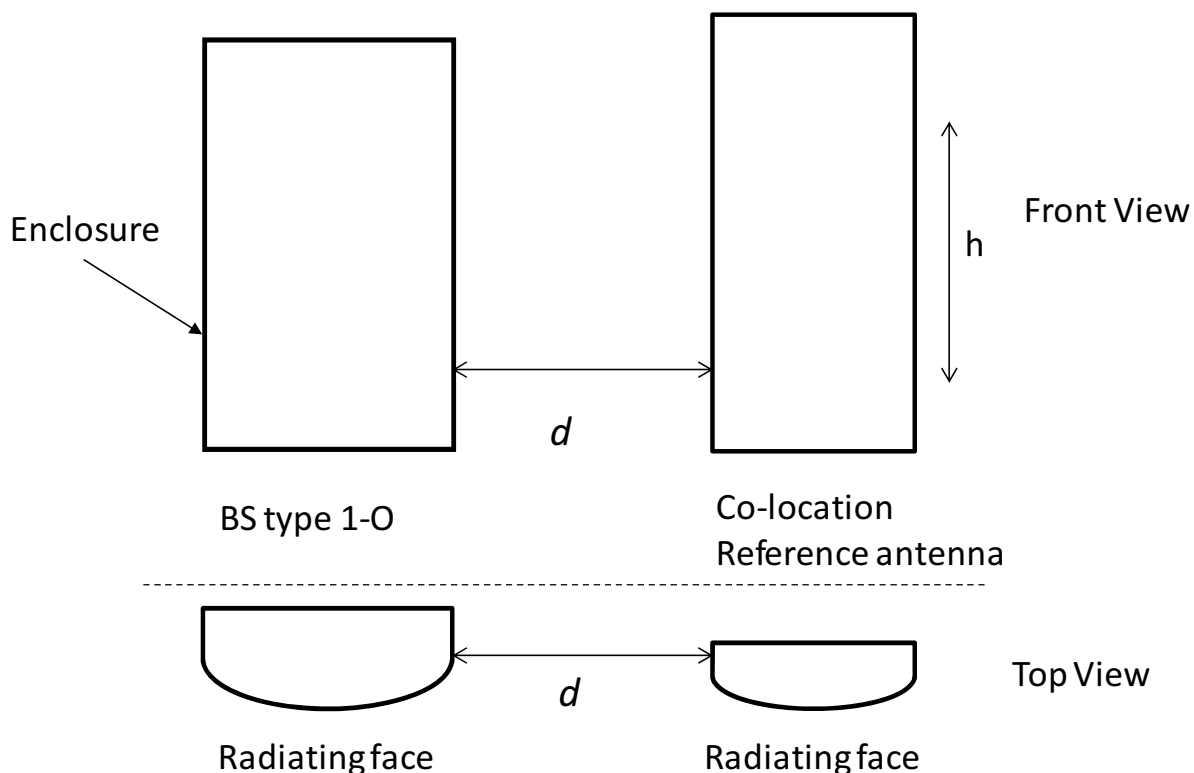 Front View
Enclosure
h
d
BS type 1-O
Co-location
Reference antenna
d
Top View
Radiating face
Radiating face